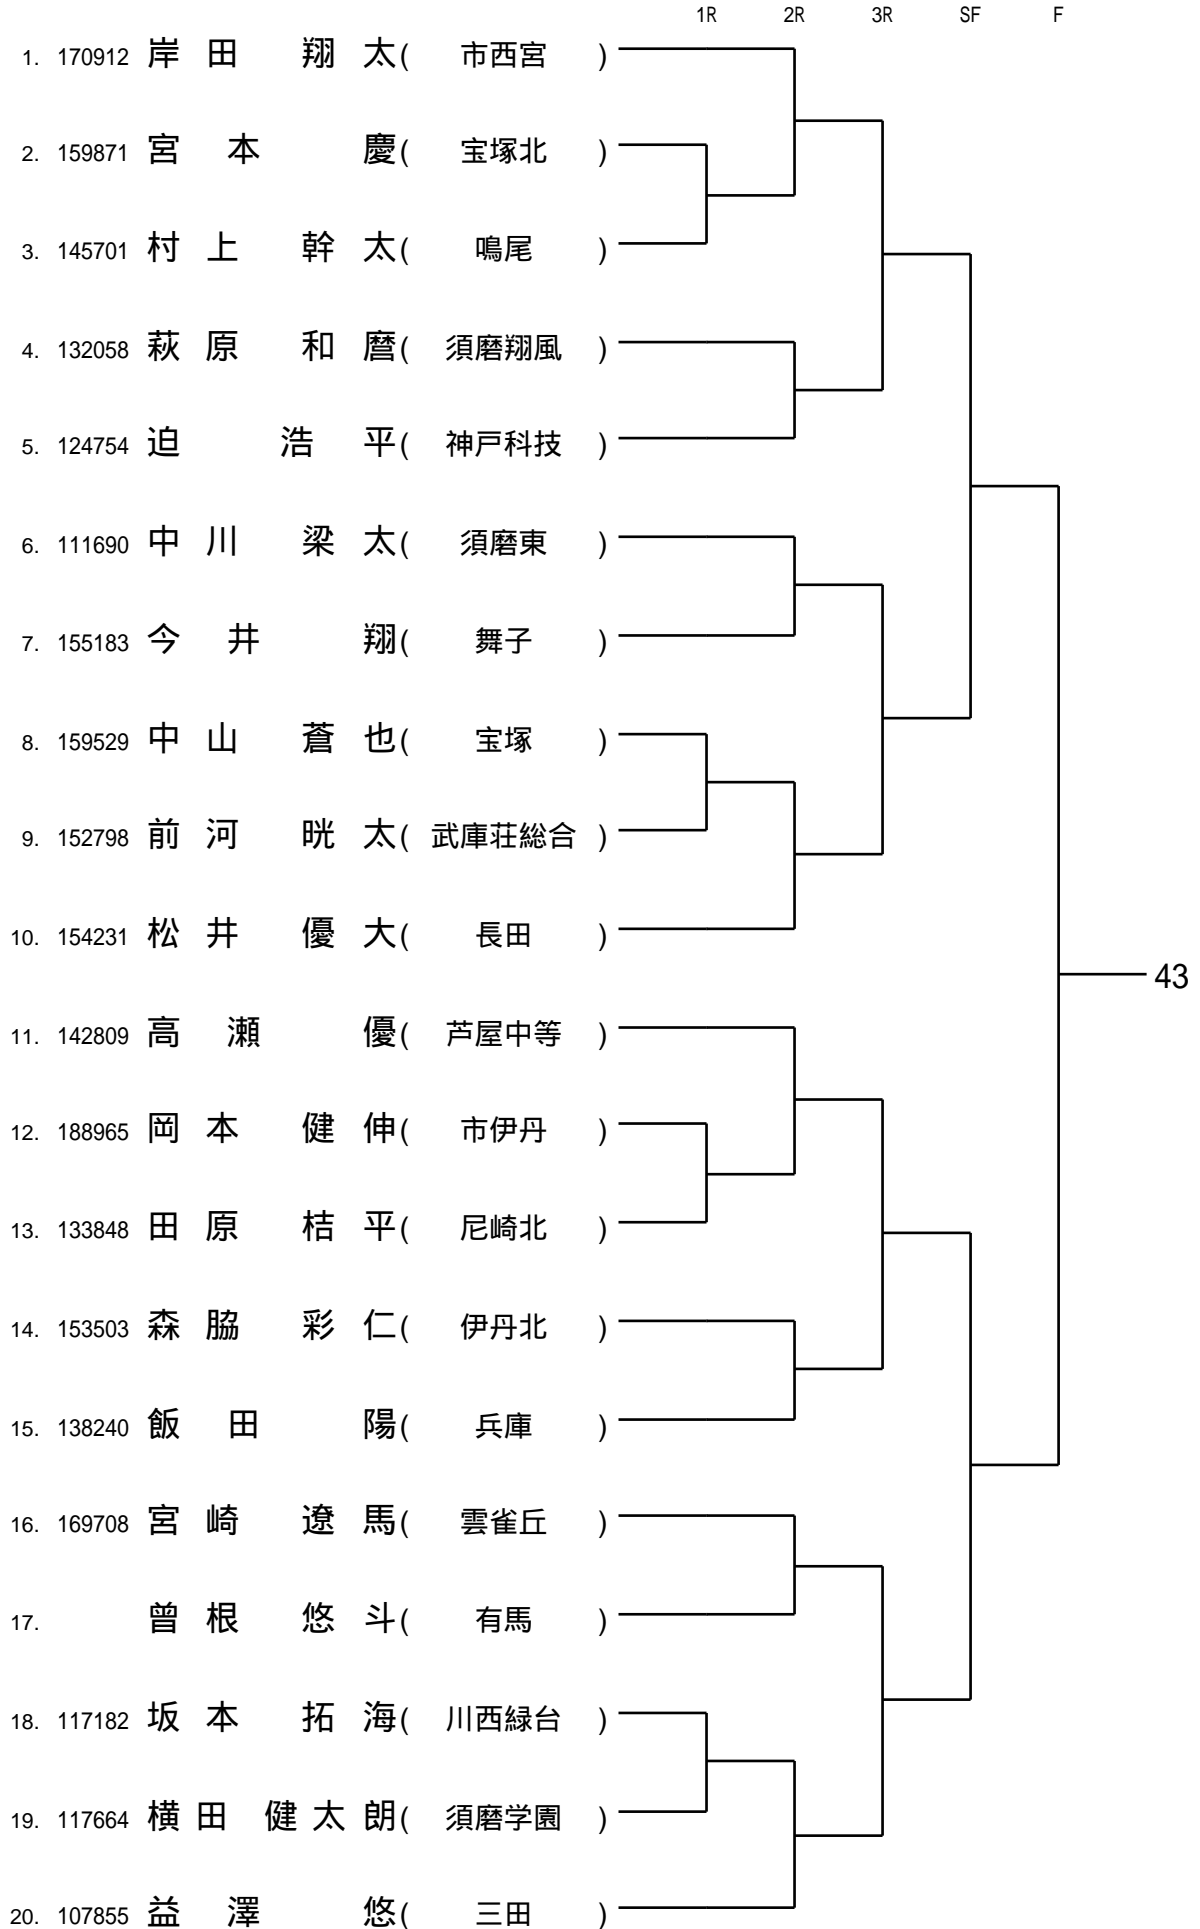 1R 2R 3R SF F
1. 170912 岸田 翔太( 市西宮 )
2. 159871 宮本 慶( 宝塚北 )
3. 145701 村上 幹太( 鳴尾 )
4. 132058 萩原 和麿( 須磨翔風 )
5. 124754 迫 浩平( 神戸科技 )
6. 111690 中川 梁太( 須磨東 )
7. 155183 今井 翔( 舞子 )
8. 159529 中山 蒼也( 宝塚 )
9. 152798 前河 晄太( 武庫荘総合 )
10. 154231 松井 優大( 長田 )
43
11. 142809 高瀬 優( 芦屋中等 )
12. 188965 岡本 健伸( 市伊丹 )
13. 133848 田原 桔平( 尼崎北 )
14. 153503 森脇 彩仁( 伊丹北 )
15. 138240 飯田 陽( 兵庫 )
16. 169708 宮崎 遼馬( 雲雀丘 )
17. 曽根 悠斗( 有馬 )
18. 117182 坂本 拓海( 川西緑台 )
19. 117664 横田 健太朗( 須磨学園 )
20. 107855 益澤 悠( 三田 )